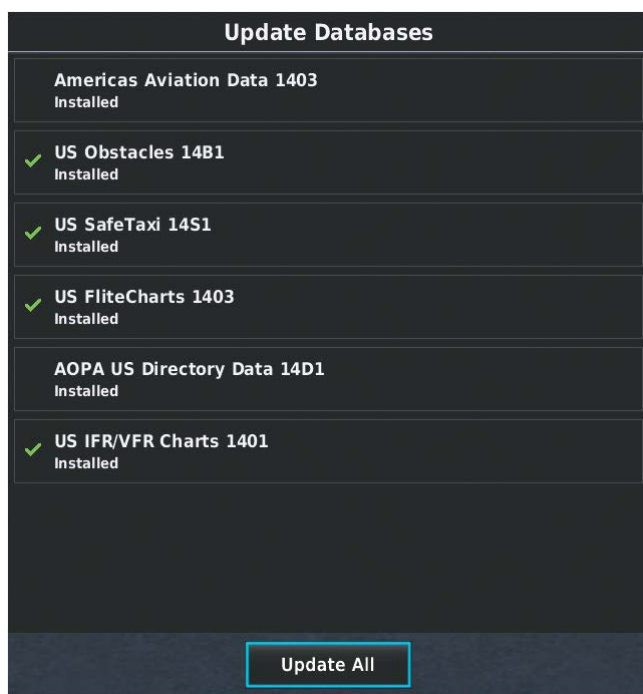 Update Databases
Americas Aviation Data 1403
Installed
US Obstacles 14B1
Installed
US SafeTaxi 14S1
Installed
US FliteCharts 1403
Installed
AOPA US Directory Data 14D1
Installed
US IFR/VFR Charts 1401
Installed
Update All